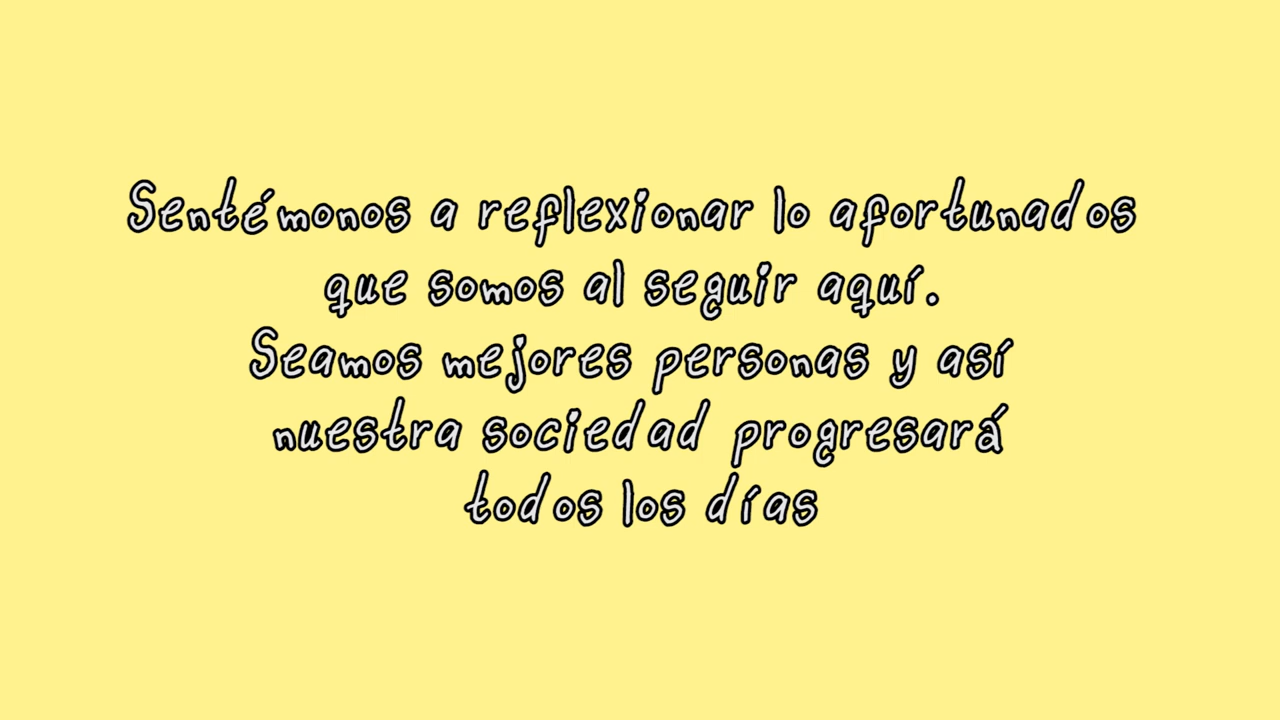 Sentémonos a reflexionar lo afortunados
que somos al seguir aquí.
Seamos mejores personas y así
nuestra sociedad progresará
todos los días